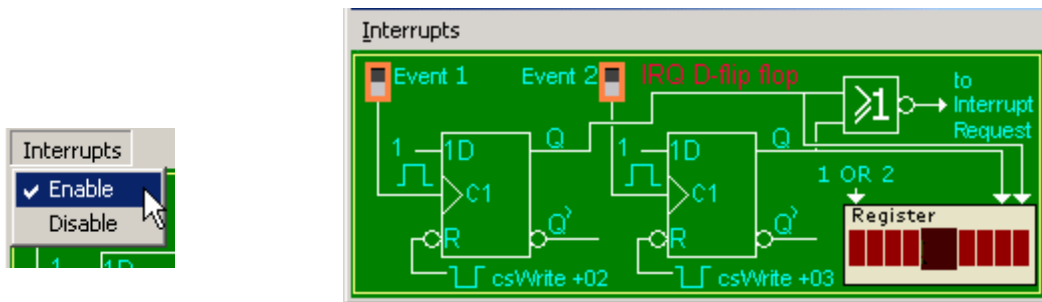 Interrupts
Enable
Disable
1 1D
Interrupts
Event 1 Event 2 IRQ D-flip flop to
Interrupt
Request
≥1
1 1D Q 1 1D Q
1 OR 2
C1 C1
Register
R Q` R Q`
csWrite +02 csWrite +03